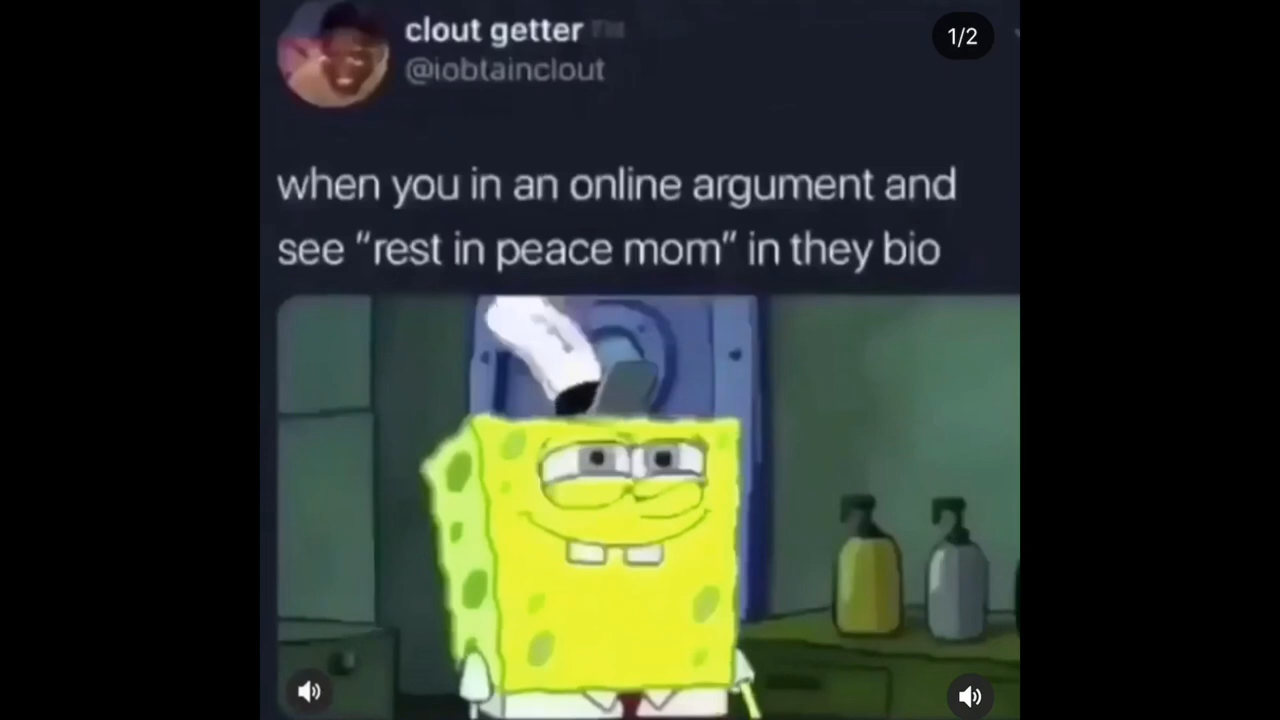 clout getter TM
1/2
@iobtainclout
when you in an online argument and
see “rest in peace mom” in they bio